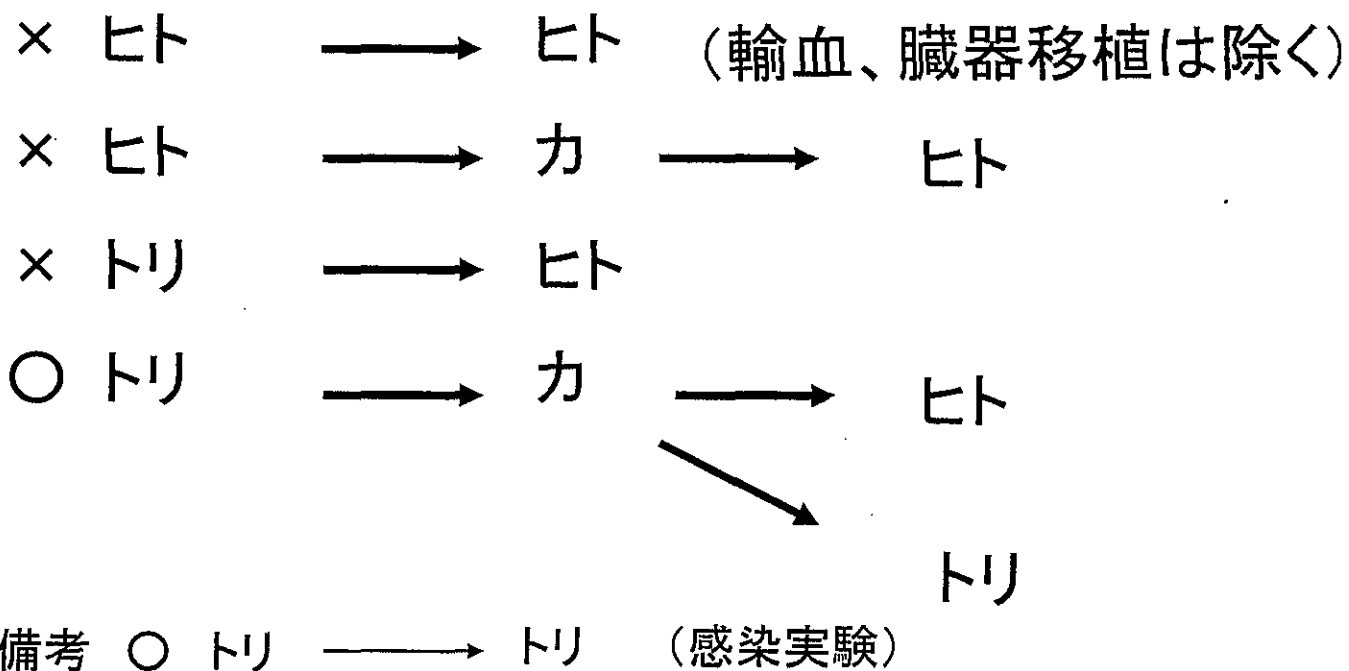 × ヒト → ヒト (輸血、臓器移植は除く)
× ヒト → カ → ヒト
× トリ → ヒト
○ トリ → カ → ヒト
トリ
備考 ○ トリ → トリ (感染実験)